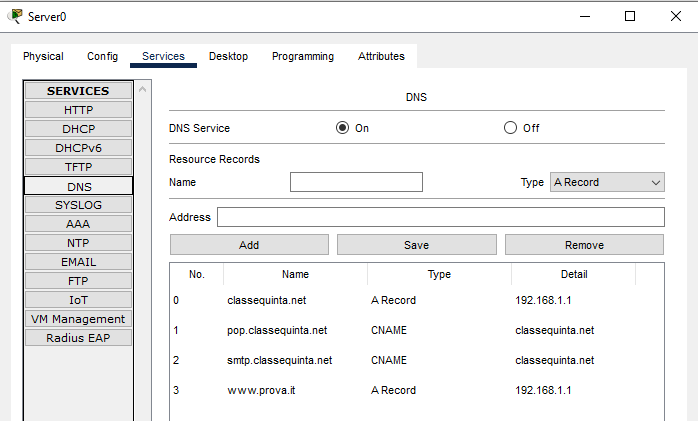 Server0
Physical Config Services Desktop Programming Attributes
SERVICES
HTTP
DHCP
DHCPv6
TFTP
DNS
SYSLOG
AAA
NTP
EMAIL
FTP
IoT
VM Management
Radius EAP
DNS
DNS Service On Off
Resource Records
Name Type A Record
Address
Add Save Remove
No. Name Type Detail
0 classequinta.net A Record 192.168.1.1
1 pop.classequinta.net CNAME classequinta.net
2 smtp.classequinta.net CNAME classequinta.net
3 www.prova.it A Record 192.168.1.1